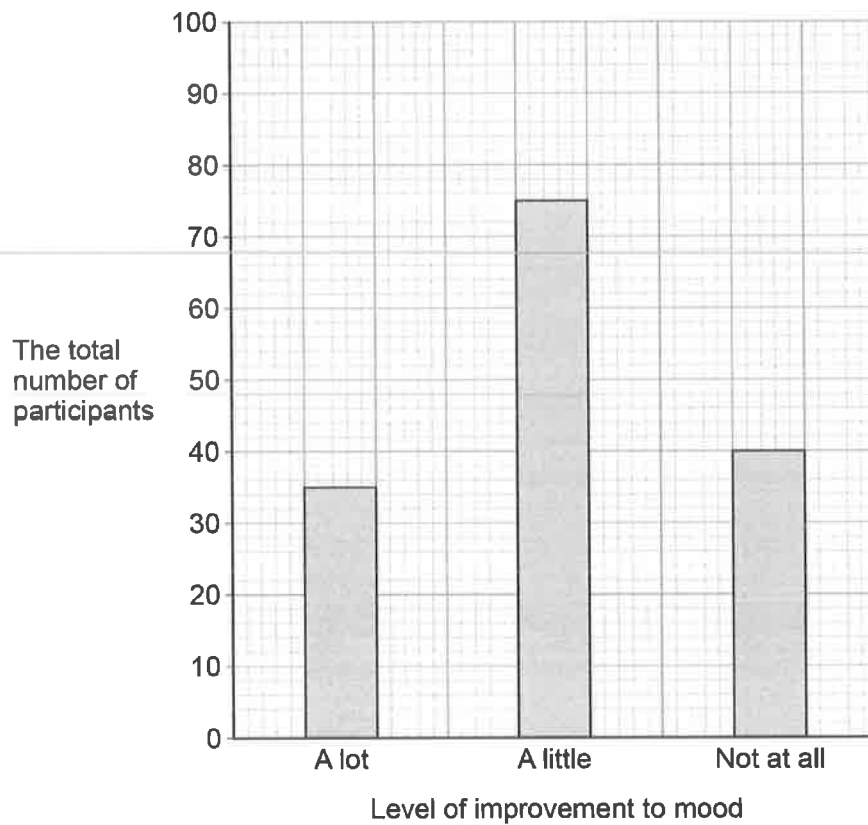 100
90
80
70
60
50
40
30
20
10
0
The total
number of
participants
A lot
A little
Not at all
Level of improvement to mood